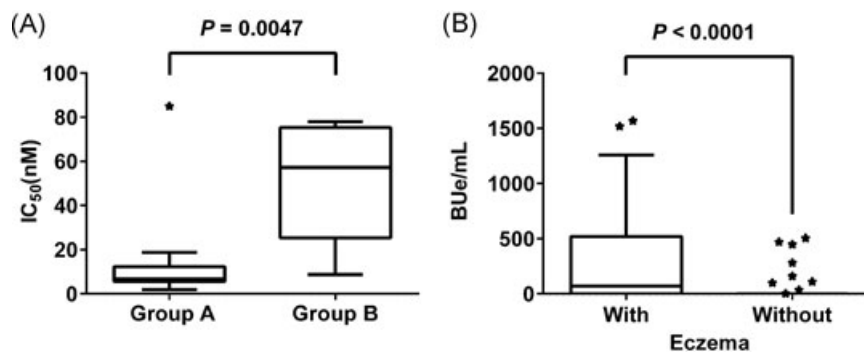 (A)
P = 0.0047
100
80
60
40
20
0
IC50(nM)
Group A
Group B
(B)
P < 0.0001
2000
1500
1000
500
0
BUe/mL
With
Without
Eczema